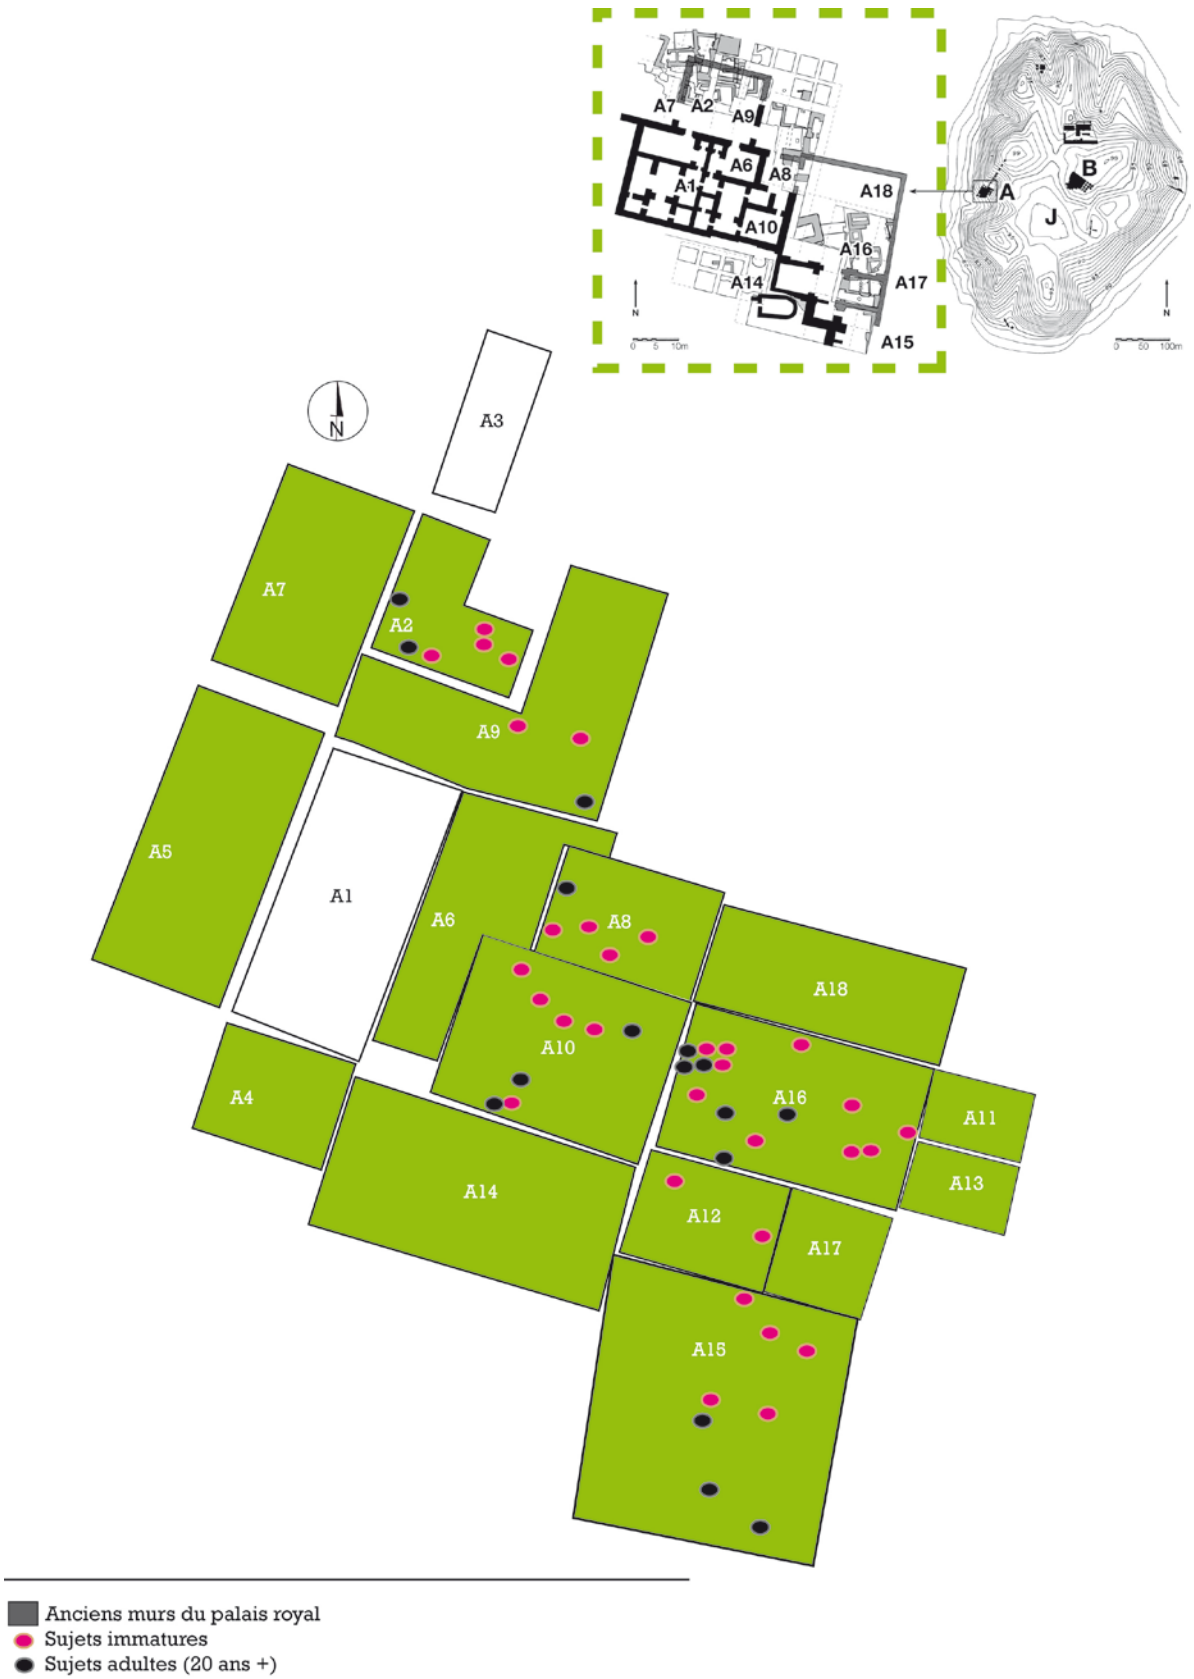 A7
A2
A9
A6
A8
A1
A18
A10
A16
A14
A17
A15
N
0 5 10m
A
B
J
N
0 50 100m
N
A3
A7
A2
A9
A5
A1
A6
A8
A18
A10
A4
A16
A11
A14
A12
A13
A17
A15
Anciens murs du palais royal
Sujets immatures
Sujets adultes (20 ans +)